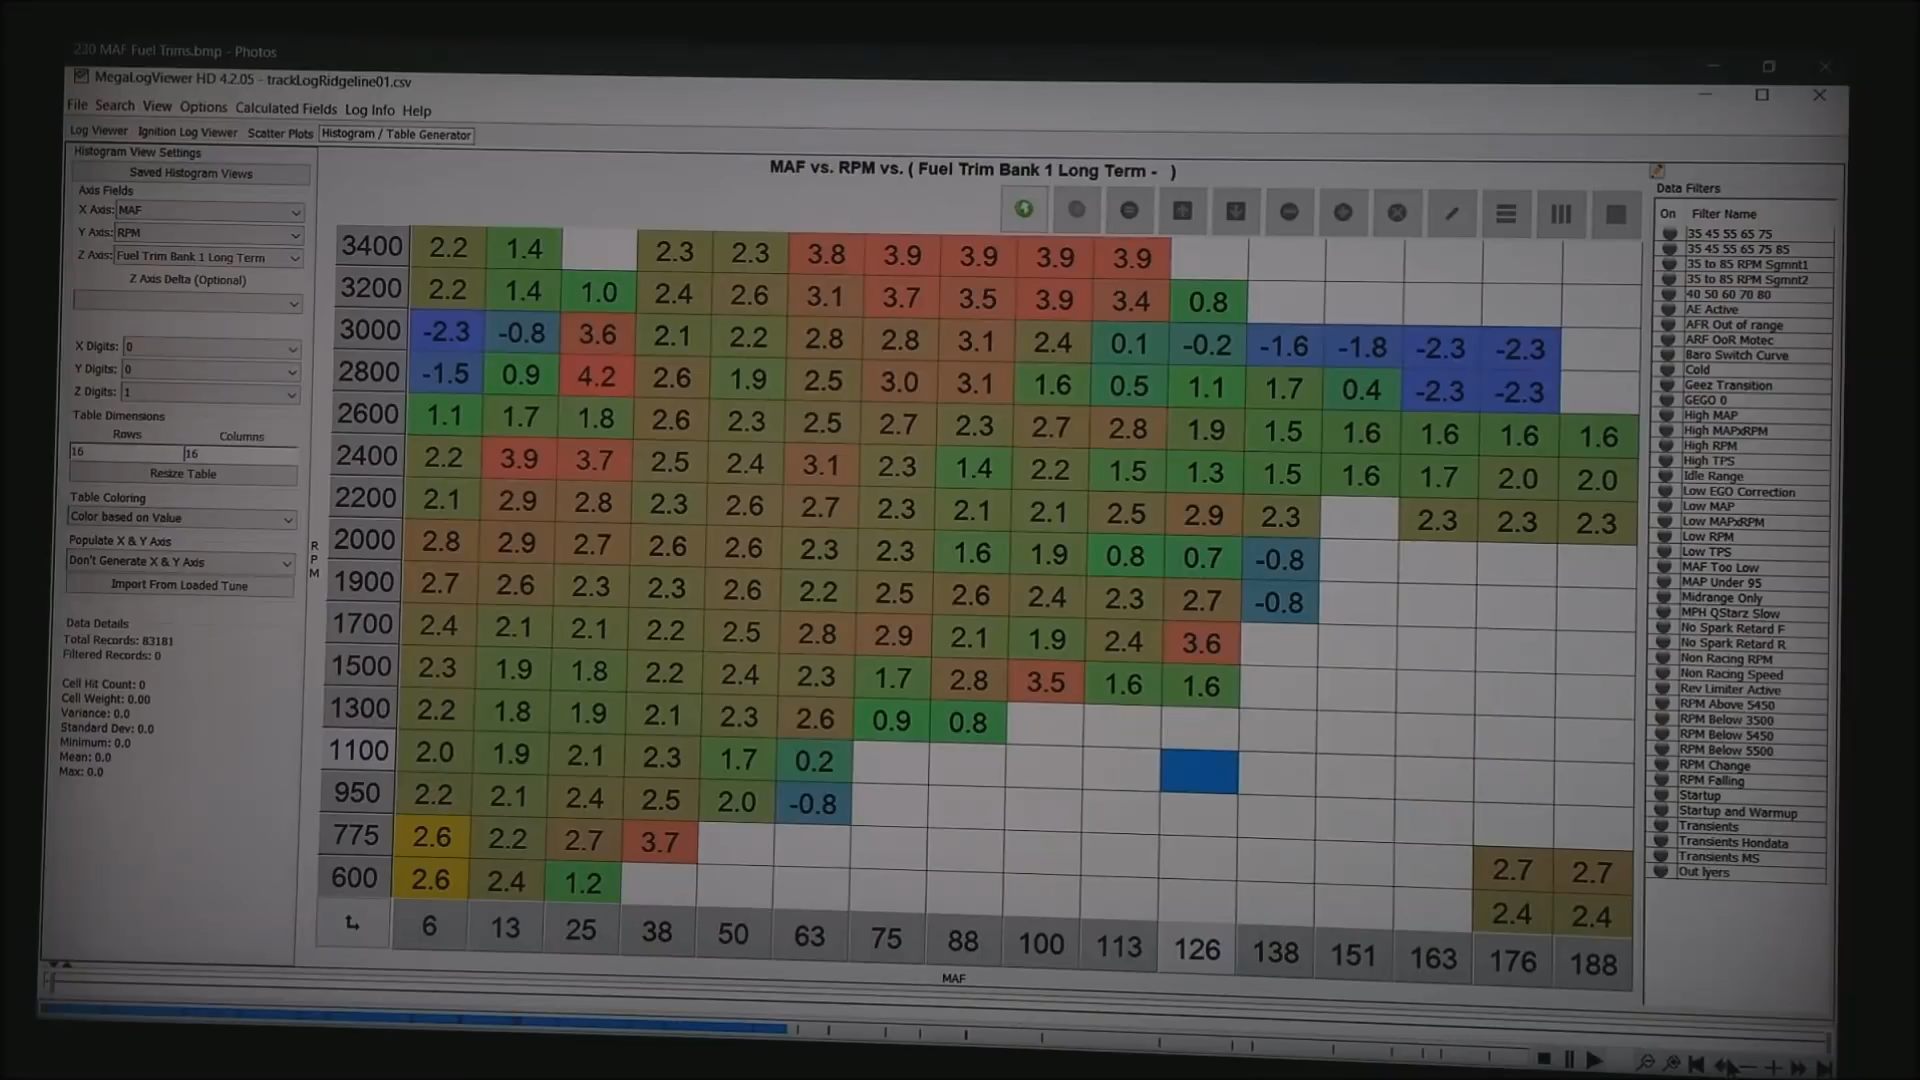 230 MAF Fuel Trims.bmp - Photos
MegaLogViewer HD 4.2.05 - trackLogRidgeline01.csv
File Search View Options Calculated Fields Log Info Help
Log Viewer Ignition Log Viewer Scatter Plots Histogram / Table Generator
Histogram View Settings
Saved Histogram Views
Axis Fields
X Axis: MAF
Y Axis: RPM
Z Axis: Fuel Trim Bank 1 Long Term
Z Axis Delta (Optional)
X Digits: 0
Y Digits: 0
Z Digits: 1
Table Dimensions
Rows Columns
16 16
Resize Table
Table Coloring
Color based on Value
Populate X & Y Axis
Don't Generate X & Y Axis
Import From Loaded Tune
Data Details
Total Records: 83181
Filtered Records: 0
Cell Hit Count: 0
Cell Weight: 0.00
Variance: 0.0
Standard Dev: 0.0
Minimum: 0.0
Mean: 0.0
Max: 0.0
MAF vs. RPM vs. ( Fuel Trim Bank 1 Long Term - )
RPM
3400 2.2 1.4 2.3 2.3 3.8 3.9 3.9 3.9 3.9
3200 2.2 1.4 1.0 2.4 2.6 3.1 3.7 3.5 3.9 3.4 0.8
3000 -2.3 -0.8 3.6 2.1 2.2 2.8 2.8 3.1 2.4 0.1 -0.2 -1.6 -1.8 -2.3 -2.3
2800 -1.5 0.9 4.2 2.6 1.9 2.5 3.0 3.1 1.6 0.5 1.1 1.7 0.4 -2.3 -2.3
2600 1.1 1.7 1.8 2.6 2.3 2.5 2.7 2.3 2.7 2.8 1.9 1.5 1.6 1.6 1.6 1.6
2400 2.2 3.9 3.7 2.5 2.4 3.1 2.3 1.4 2.2 1.5 1.3 1.5 1.6 1.7 2.0 2.0
2200 2.1 2.9 2.8 2.3 2.6 2.7 2.3 2.1 2.1 2.5 2.9 2.3 2.3 2.3 2.3
2000 2.8 2.9 2.7 2.6 2.6 2.3 2.3 1.6 1.9 0.8 0.7 -0.8
1900 2.7 2.6 2.3 2.3 2.6 2.2 2.5 2.6 2.4 2.3 2.7 -0.8
1700 2.4 2.1 2.1 2.2 2.5 2.8 2.9 2.1 1.9 2.4 3.6
1500 2.3 1.9 1.8 2.2 2.4 2.3 1.7 2.8 3.5 1.6 1.6
1300 2.2 1.8 1.9 2.1 2.3 2.6 0.9 0.8
1100 2.0 1.9 2.1 2.3 1.7 0.2
950 2.2 2.1 2.4 2.5 2.0 -0.8
775 2.6 2.2 2.7 3.7 2.7 2.7
600 2.6 2.4 1.2 2.4 2.4
6 13 25 38 50 63 75 88 100 113 126 138 151 163 176 188
MAF
Data Filters
On Filter Name
35 45 55 65 75
35 45 55 65 75 85
35 to 85 RPM Sgmnt1
35 to 85 RPM Sgmnt2
40 50 60 70 80
AE Active
AFR Out of range
ARF OoR Motec
Baro Switch Curve
Cold
Geez Transition
GEGO 0
High MAP
High MAPxRPM
High RPM
High TPS
Idle Range
Low EGO Correction
Low MAP
Low MAPxRPM
Low RPM
Low TPS
MAF Too Low
MAP Under 95
Midrange Only
MPH QStarz Slow
No Spark Retard F
No Spark Retard R
Non Racing RPM
Non Racing Speed
Rev Limiter Active
RPM Above 5450
RPM Below 3500
RPM Below 5450
RPM Below 5500
RPM Change
RPM Falling
Startup
Startup and Warmup
Transients
Transients Hondata
Transients MS
Out lyers